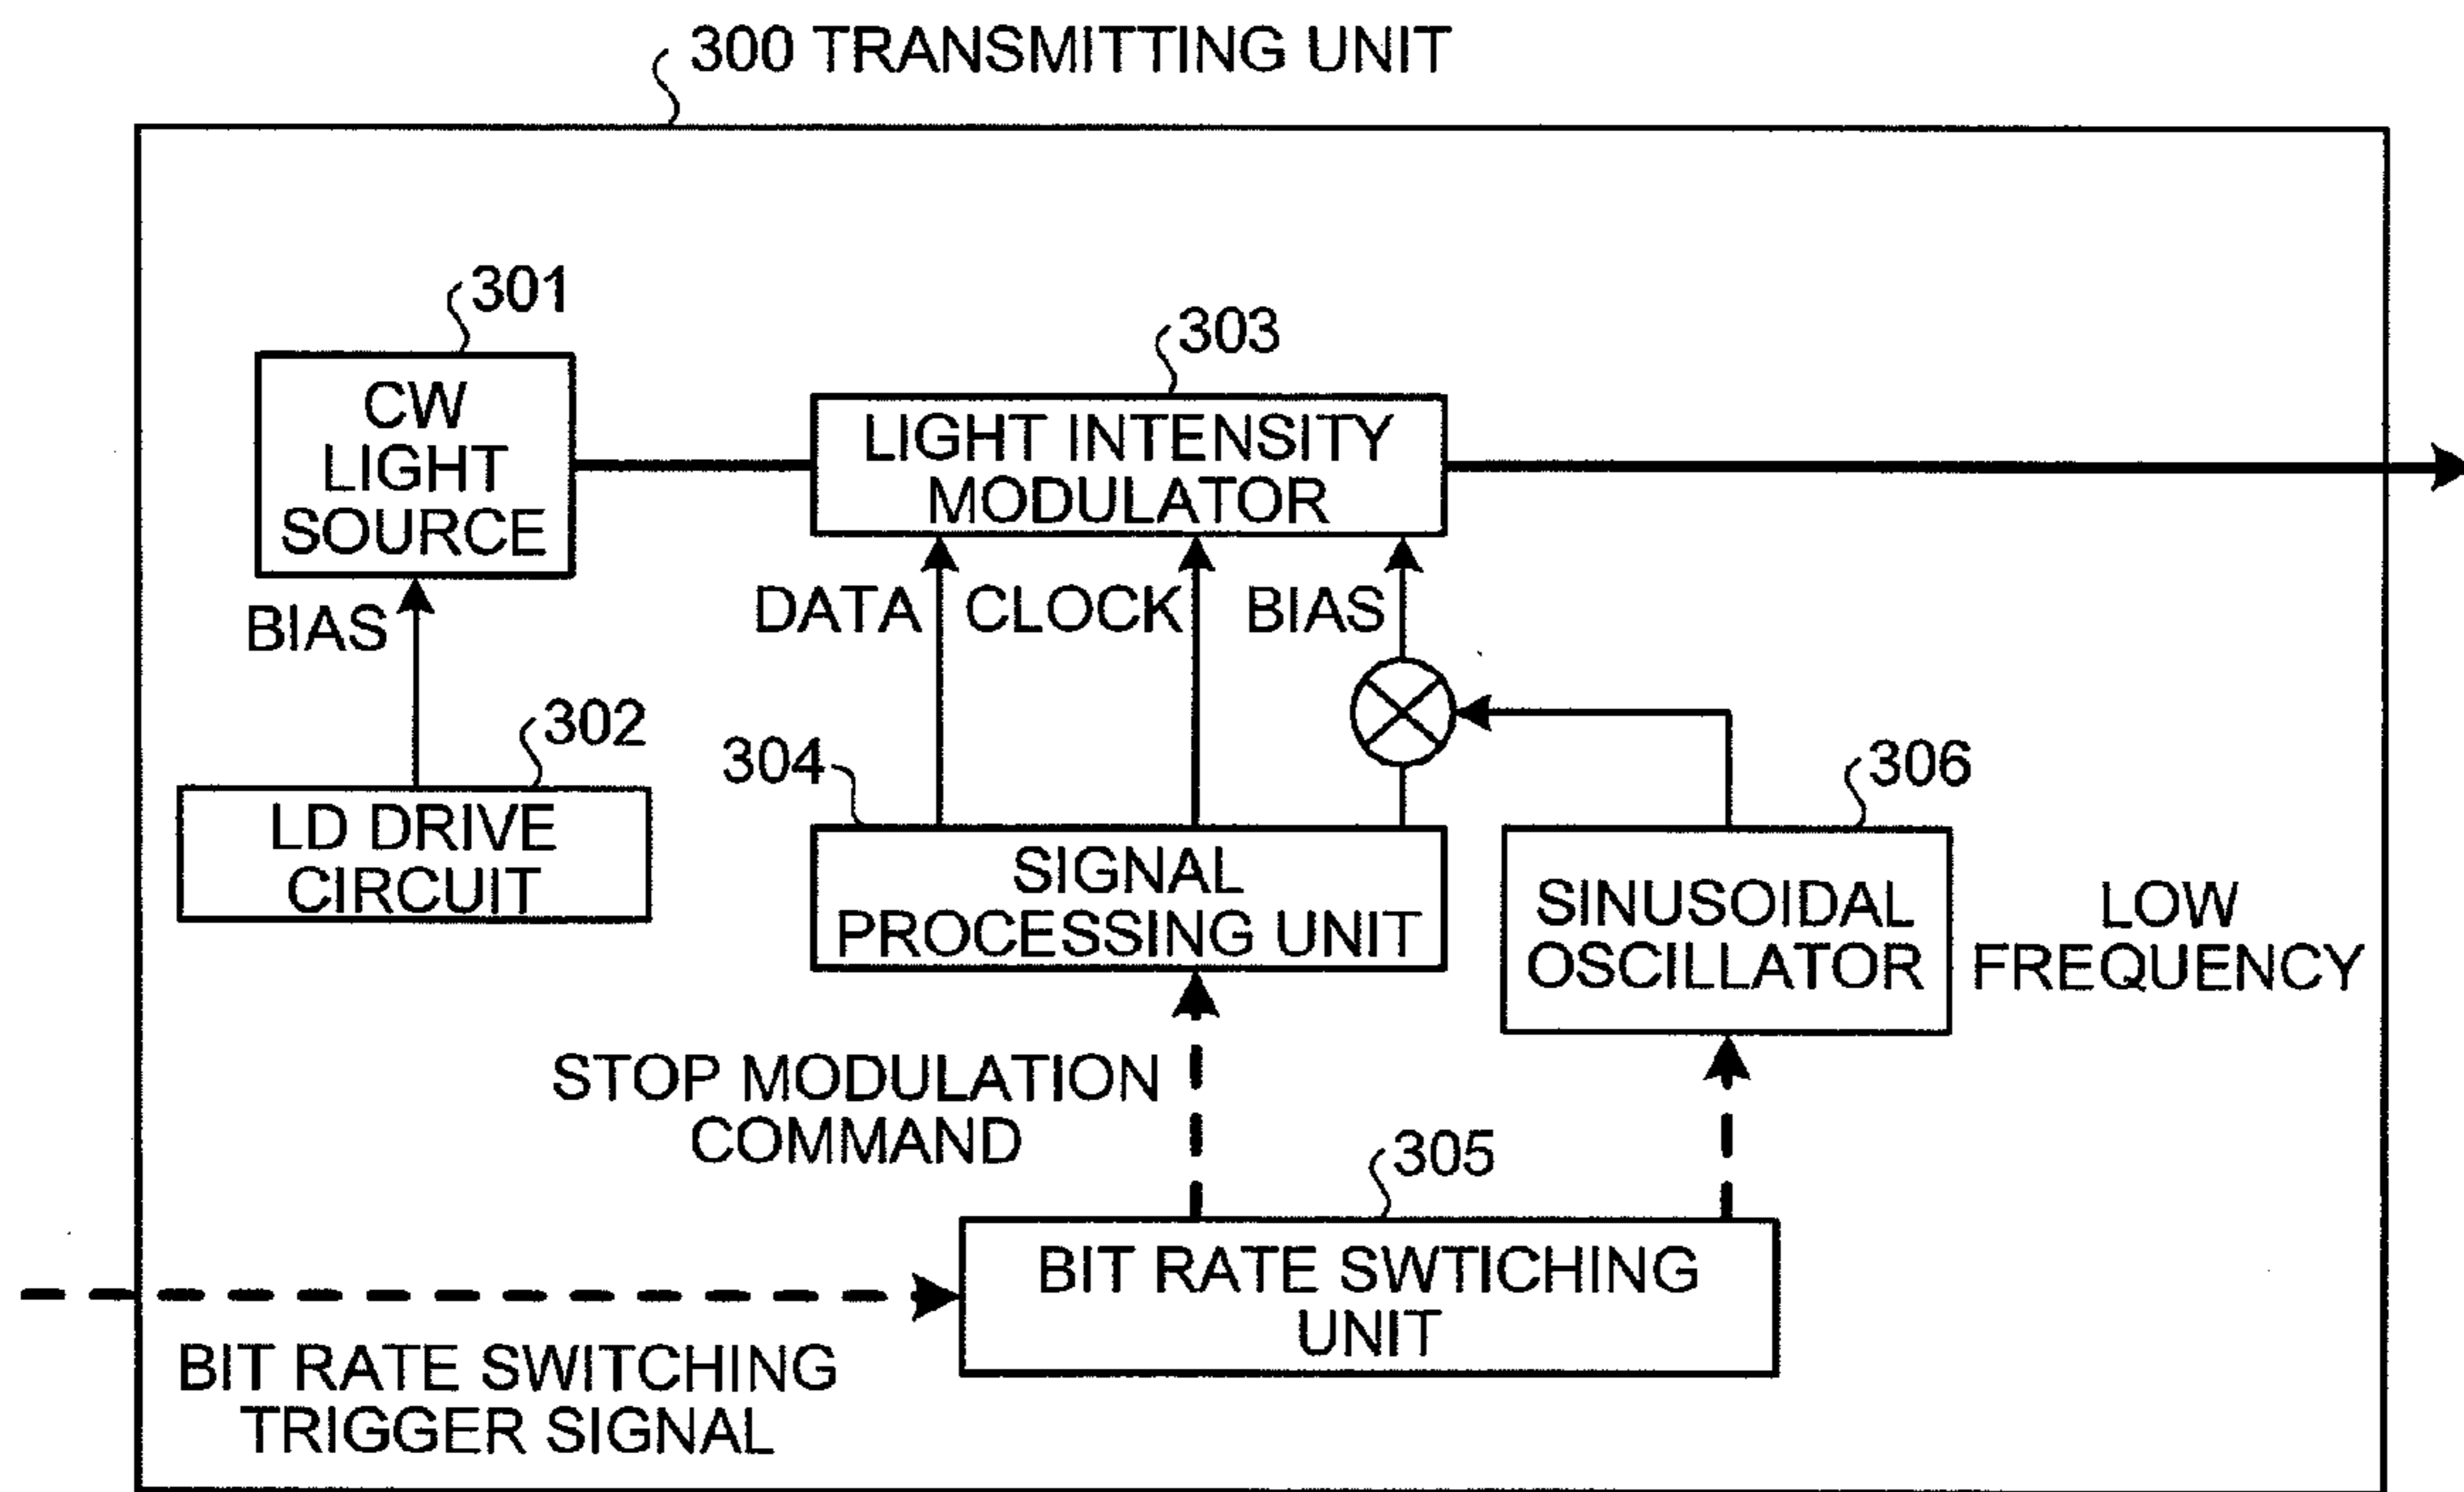 300 TRANSMITTING UNIT
301
303
CW
LIGHT
SOURCE
LIGHT INTENSITY
MODULATOR
BIAS
DATA
CLOCK
BIAS
302
304
306
LD DRIVE
CIRCUIT
SIGNAL
PROCESSING UNIT
SINUSOIDAL
OSCILLATOR
LOW
FREQUENCY
STOP MODULATION
COMMAND
305
BIT RATE SWTICHING
UNIT
BIT RATE SWITCHING
TRIGGER SIGNAL